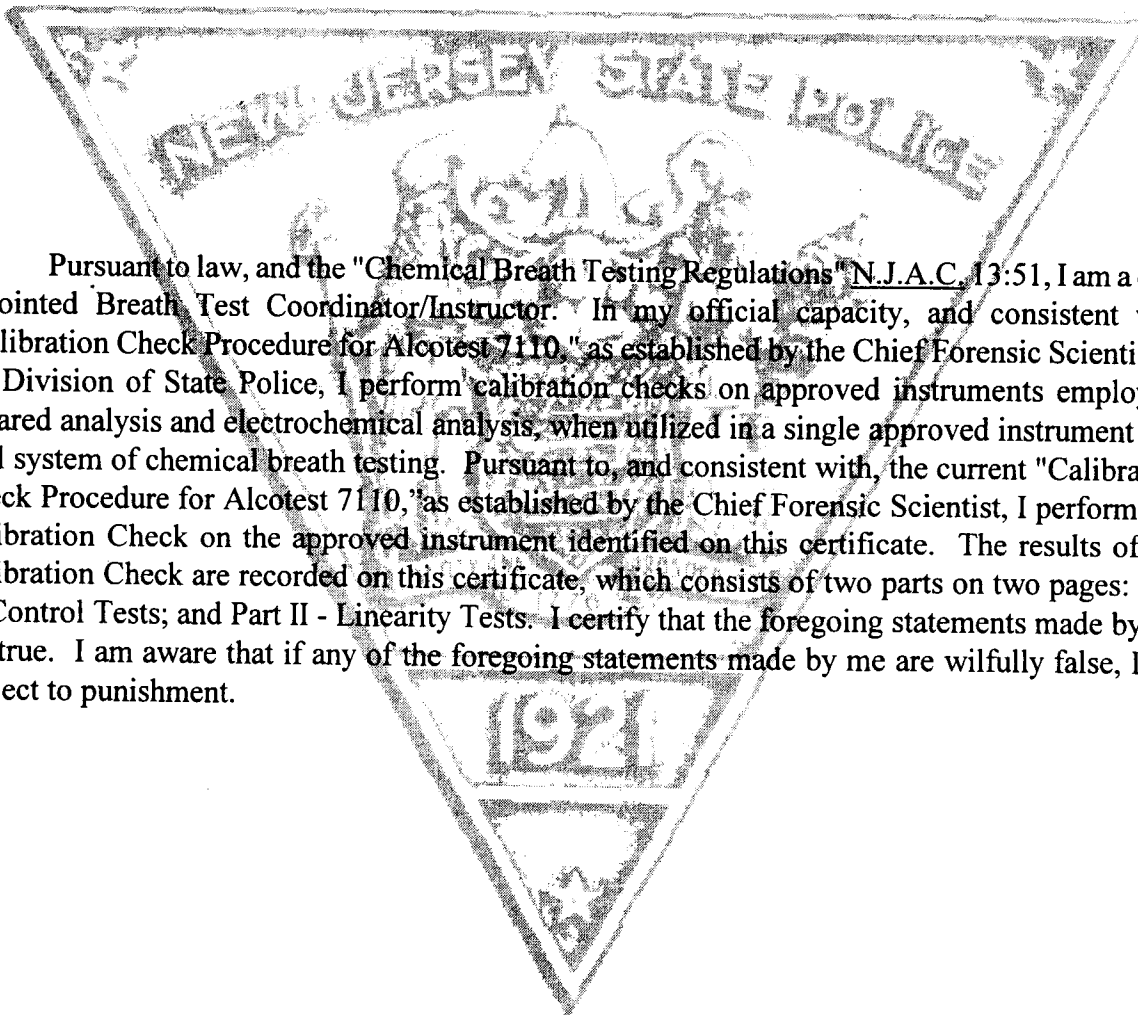 NEW JERSEY STATE POLICE
Pursuant to law, and the "Chemical Breath Testing Regulations" N.J.A.C. 13:51, I am a
ointed Breath Test Coordinator/Instructor. In my official capacity, and consistent
libration Check Procedure for Alcotest 7110," as established by the Chief Forensic Scienti
Division of State Police, I perform calibration checks on approved instruments employ
ared analysis and electrochemical analysis, when utilized in a single approved instrument
l system of chemical breath testing. Pursuant to, and consistent with, the current "Calibra
ck Procedure for Alcotest 7110," as established by the Chief Forensic Scientist, I perform
ibration Check on the approved instrument identified on this certificate. The results of
ibration Check are recorded on this certificate, which consists of two parts on two pages:
Control Tests; and Part II - Linearity Tests. I certify that the foregoing statements made by
true. I am aware that if any of the foregoing statements made by me are wilfully false, I
ject to punishment.
1921